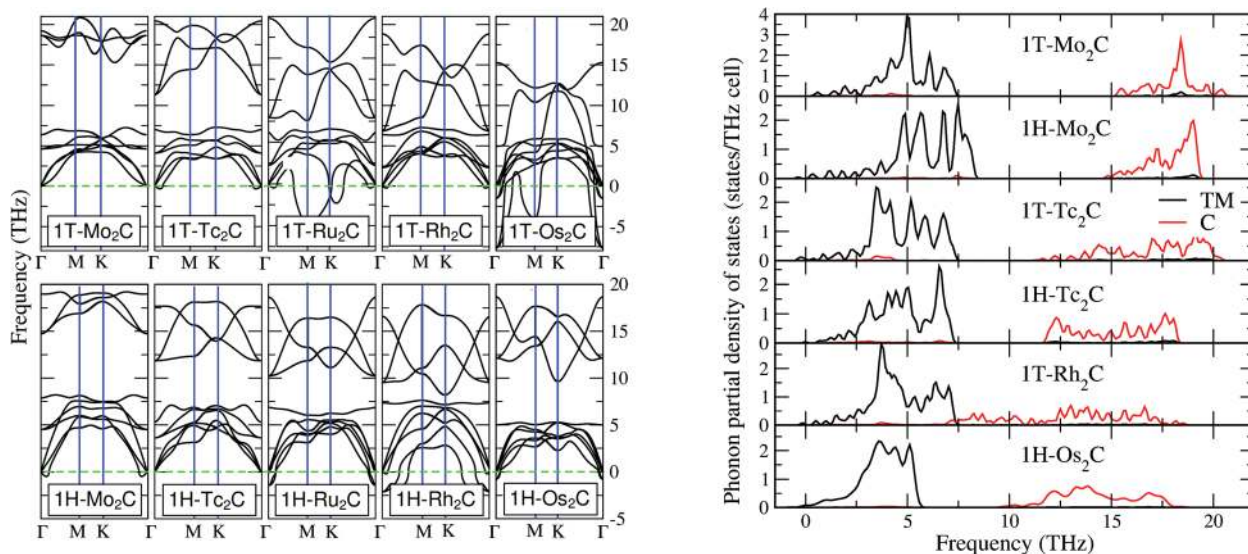 Frequency (THz)
20
15
10
5
0
-5
1T-Mo₂C 1T-Tc₂C 1T-Ru₂C 1T-Rh₂C 1T-Os₂C
Γ M K Γ M K Γ M K Γ M K Γ M K Γ
20
15
10
5
0
-5
1H-Mo₂C 1H-Tc₂C 1H-Ru₂C 1H-Rh₂C 1H-Os₂C
Γ M K Γ M K Γ M K Γ M K Γ M K Γ
Phonon partial density of states (states/THz cell)
4
3
2
1
0
1T-Mo₂C
2
1
0
1H-Mo₂C
2
1
0
1T-Tc₂C
TM
C
2
1
0
1H-Tc₂C
2
1
0
1T-Rh₂C
2
1
0
1H-Os₂C
0 5 10 15 20
Frequency (THz)